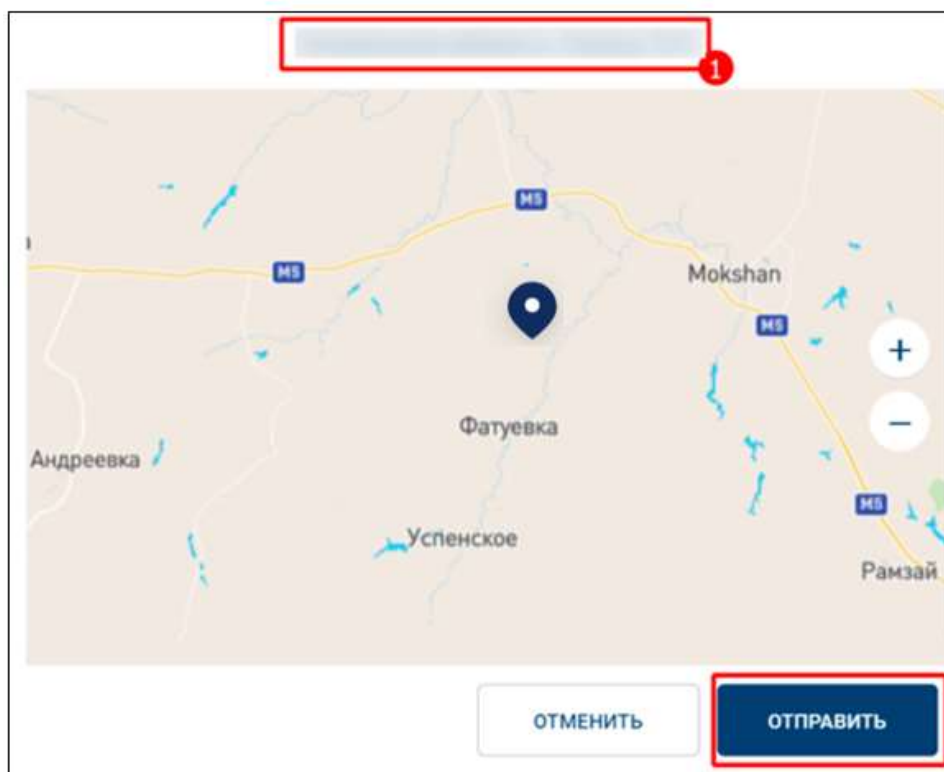 1
M5
M5
Mokshan
M5
Фатуевка
Андреевка
M5
Успенское
Рамзай
ОТМЕНИТЬ
ОТПРАВИТЬ